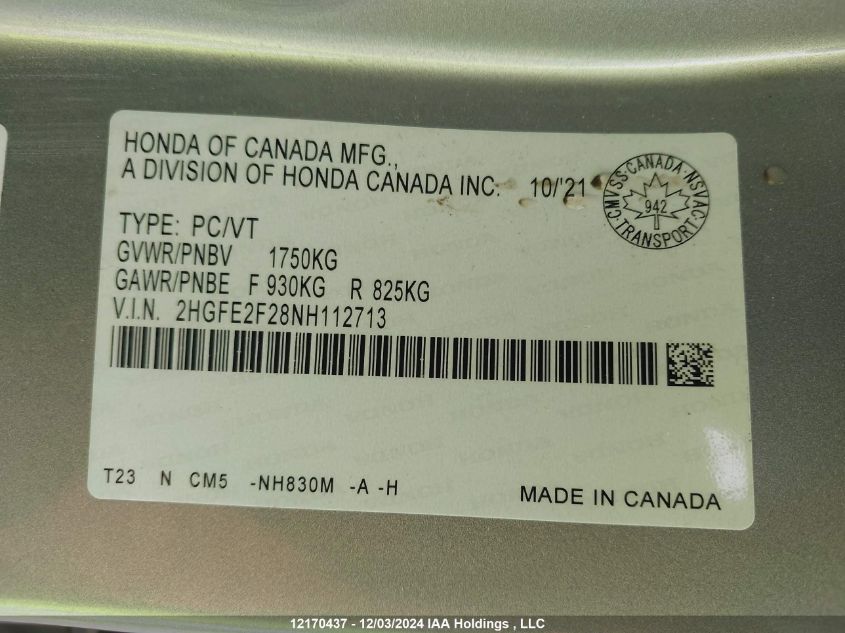 HONDA OF CANADA MFG.,
A DIVISION OF HONDA CANADA INC. 10/'21
CMVSS · CANADA · NSVAC
942
TRANSPORT
TYPE: PC/VT
GVWR/PNBV 1750KG
GAWR/PNBE F 930KG R 825KG
V.I.N. 2HGFE2F28NH112713
T23 N CM5 -NH830M -A -H
MADE IN CANADA
12170437 - 12/03/2024 IAA Holdings , LLC